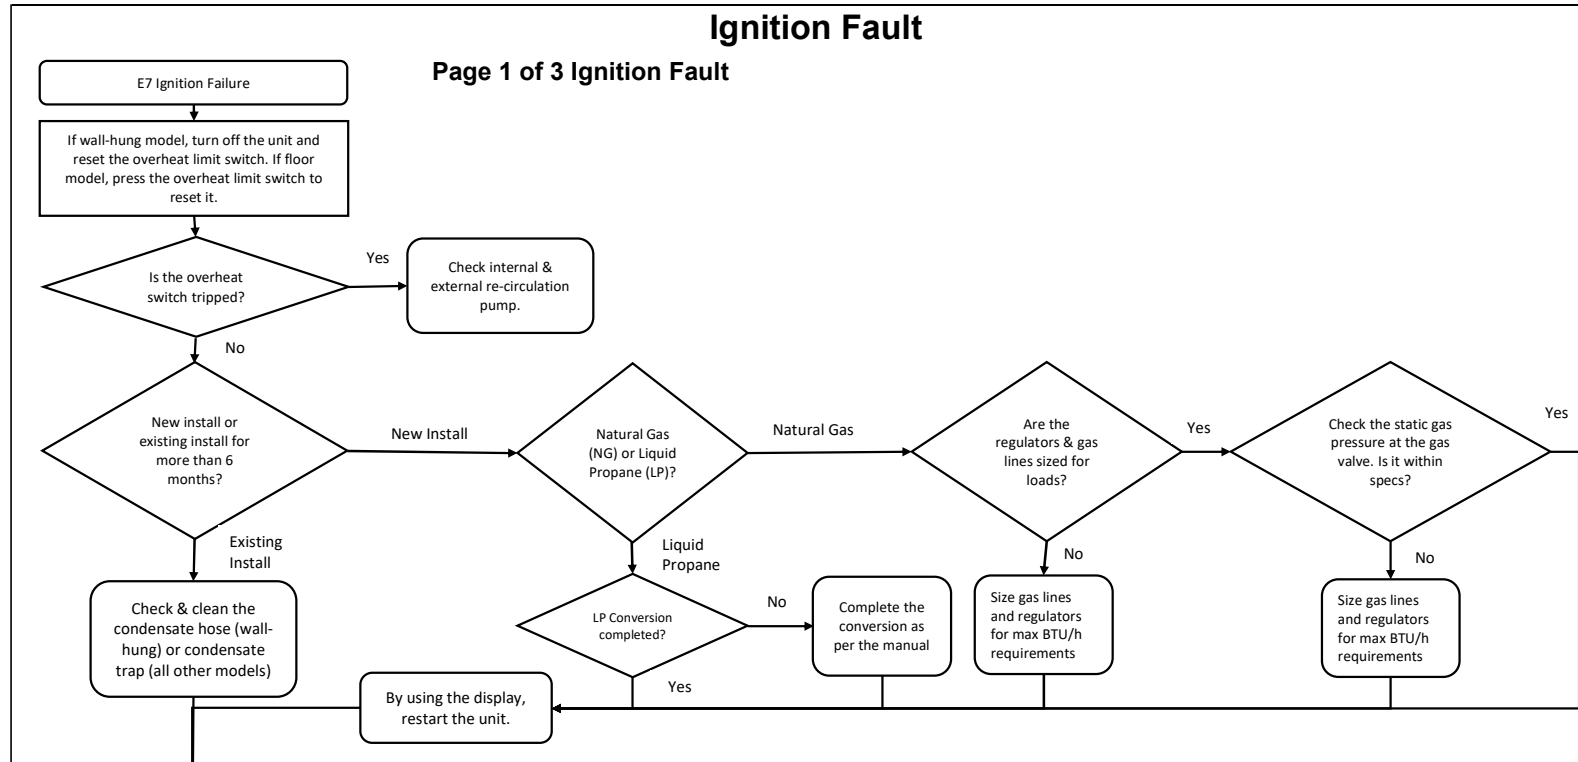 Ignition Fault
Page 1 of 3 Ignition Fault
E7 Ignition Failure
If wall-hung model, turn off the unit and
reset the overheat limit switch. If floor
model, press the overheat limit switch to
reset it.
Is the overheat
switch tripped?
Yes
Check internal &
external re-circulation
pump.
No
New install or
existing install for
more than 6
months?
New Install
Natural Gas
(NG) or Liquid
Propane (LP)?
Natural Gas
Are the
regulators & gas
lines sized for
loads?
Yes
Check the static gas
pressure at the gas
valve. Is it within
specs?
Yes
Existing
Install
Liquid
Propane
No
No
Check & clean the
condensate hose (wall-
hung) or condensate
trap (all other models)
LP Conversion
completed?
No
Complete the
conversion as
per the manual
Size gas lines
and regulators
for max BTU/h
requirements
Size gas lines
and regulators
for max BTU/h
requirements
Yes
By using the display,
restart the unit.